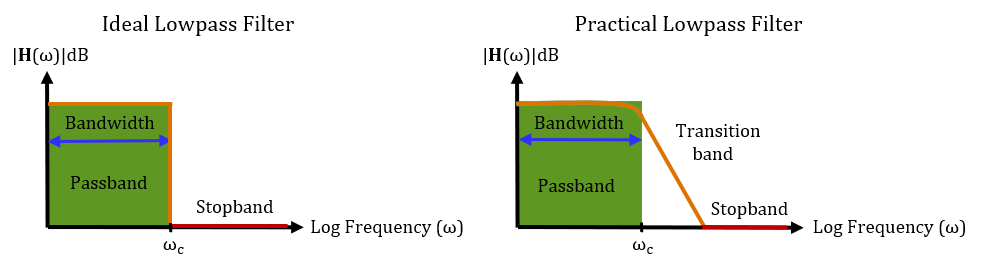 Ideal Lowpass Filter
|H(ω)|dB
Bandwidth
Passband
Stopband
Log Frequency (ω)
ωc
Practical Lowpass Filter
|H(ω)|dB
Bandwidth
Transition
band
Passband
Stopband
Log Frequency (ω)
ωc